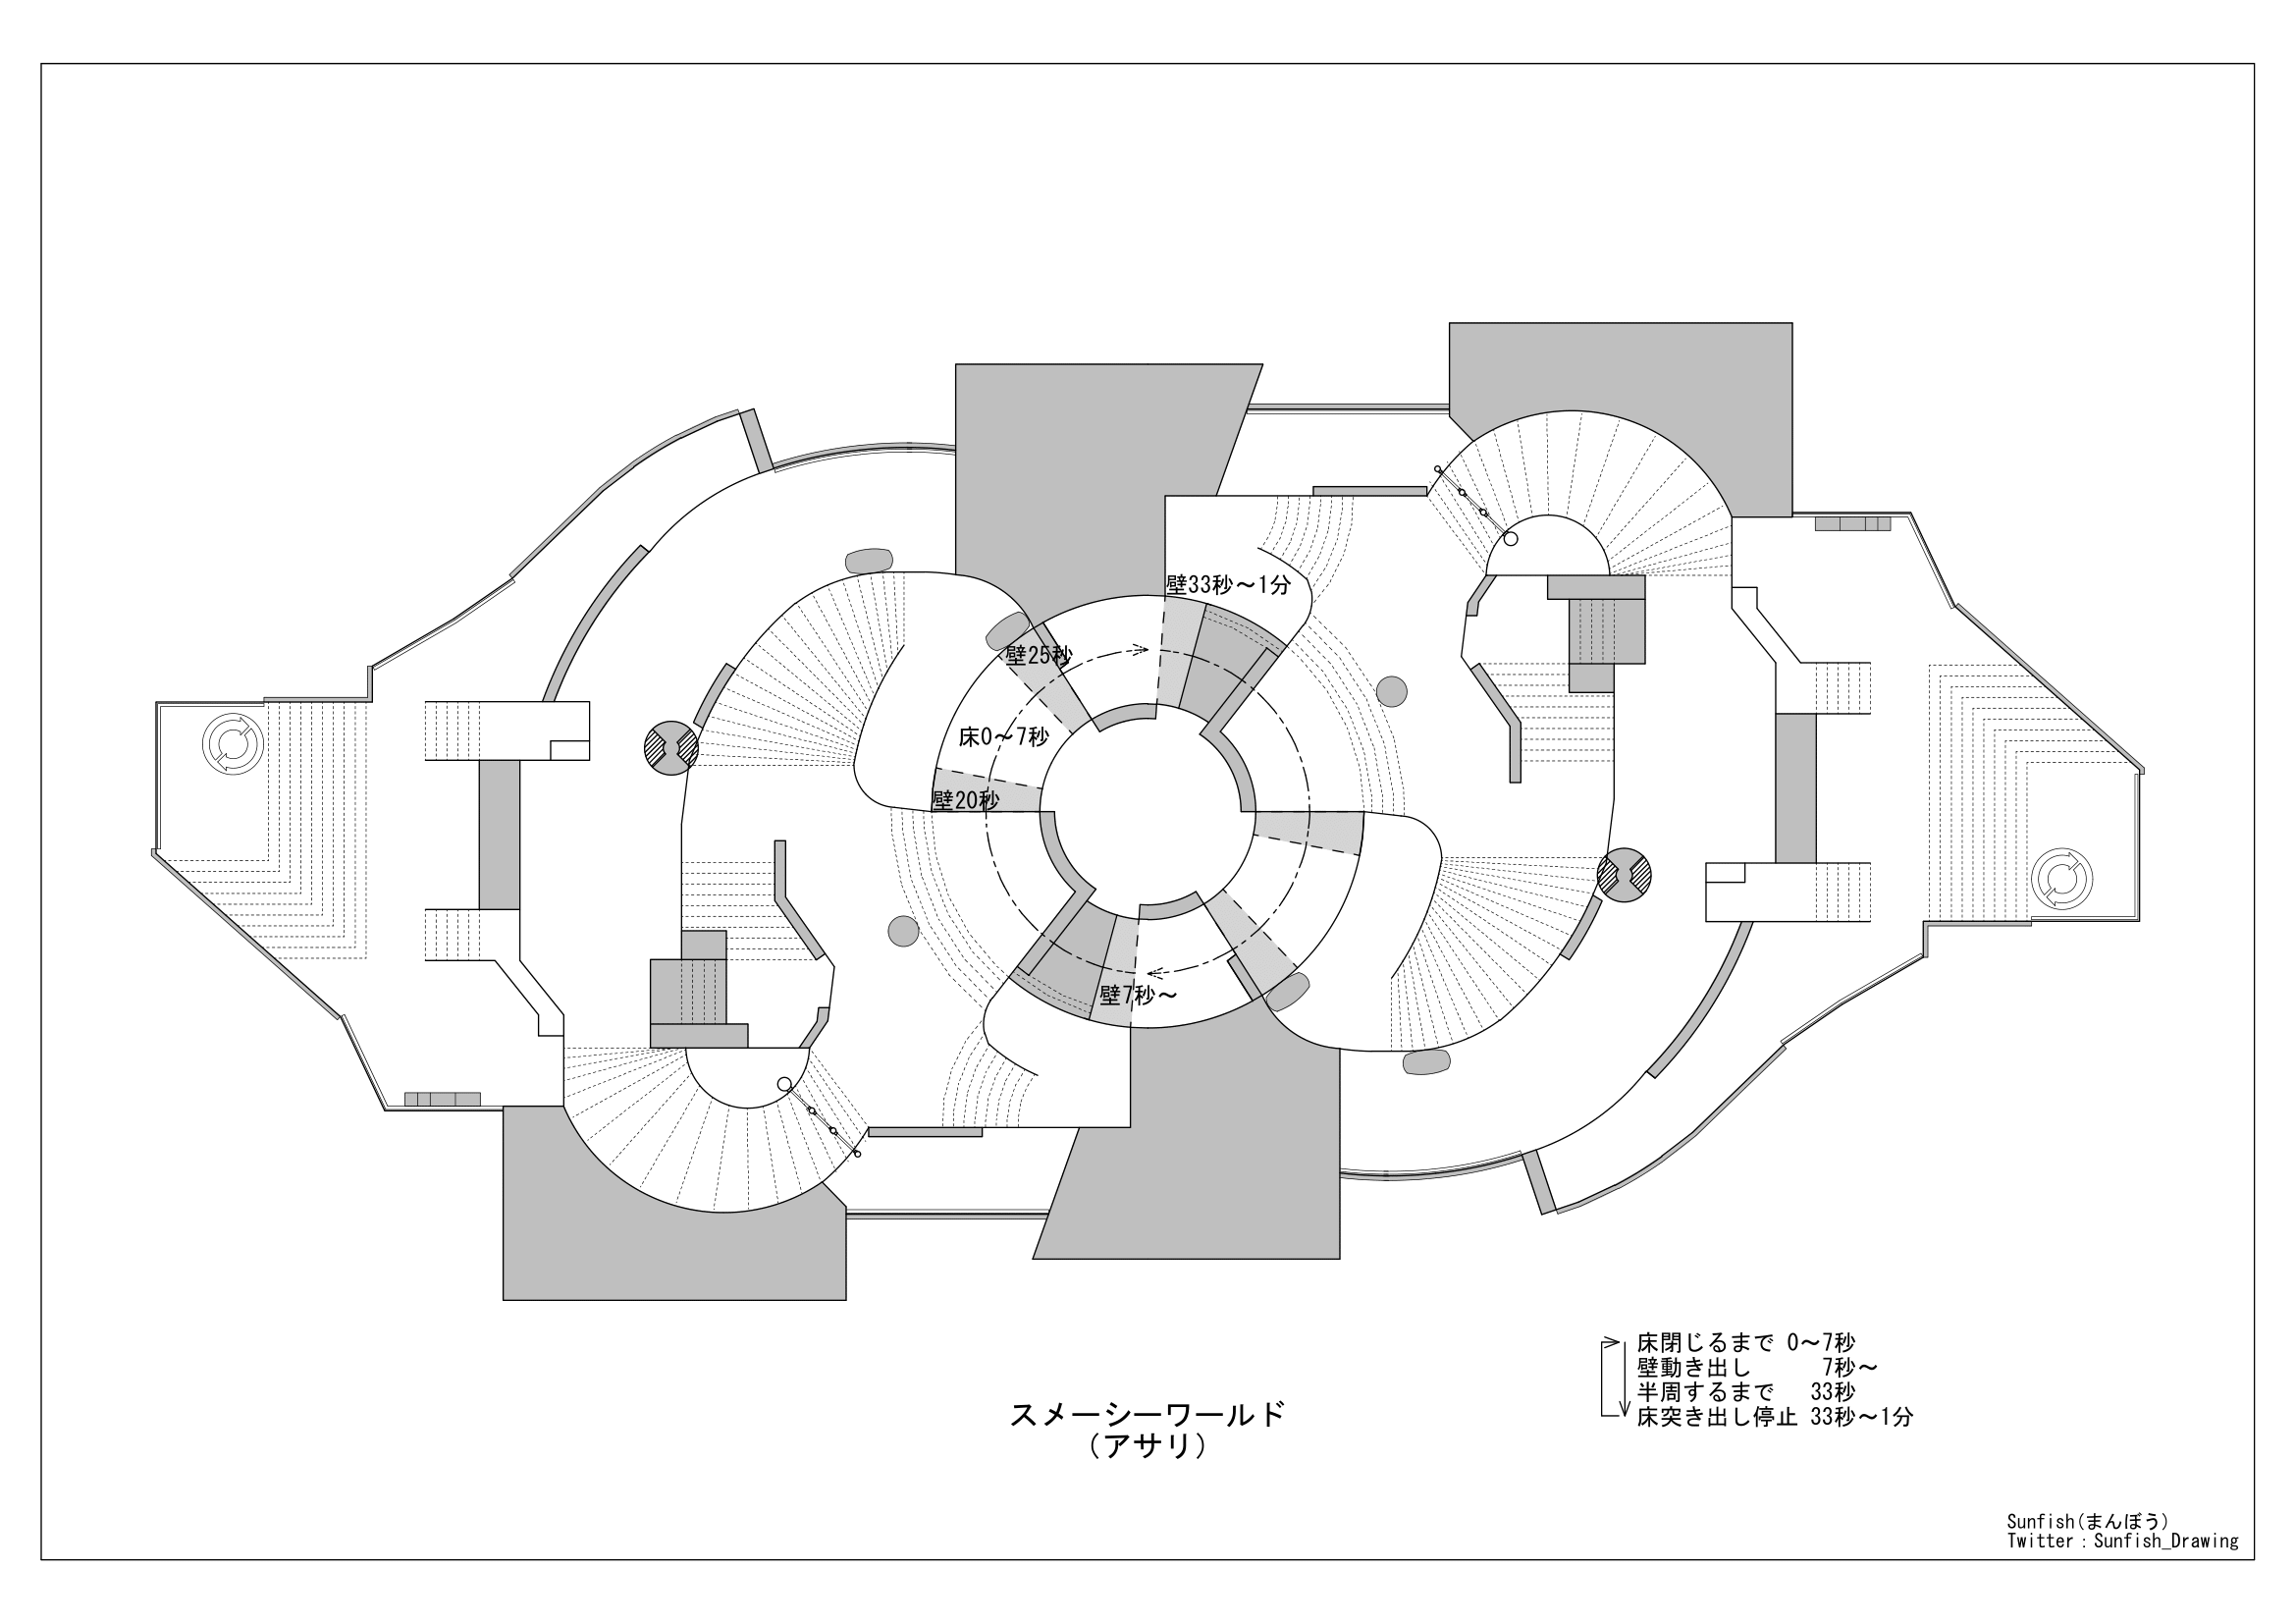 壁33秒～1分
壁25秒
床0～7秒
壁20秒
壁7秒～
床閉じるまで 0～7秒
壁動き出し 7秒～
半周するまで 33秒
床突き出し停止 33秒～1分
スメーシーワールド
(アサリ)
Sunfish(まんぼう)
Twitter：Sunfish_Drawing